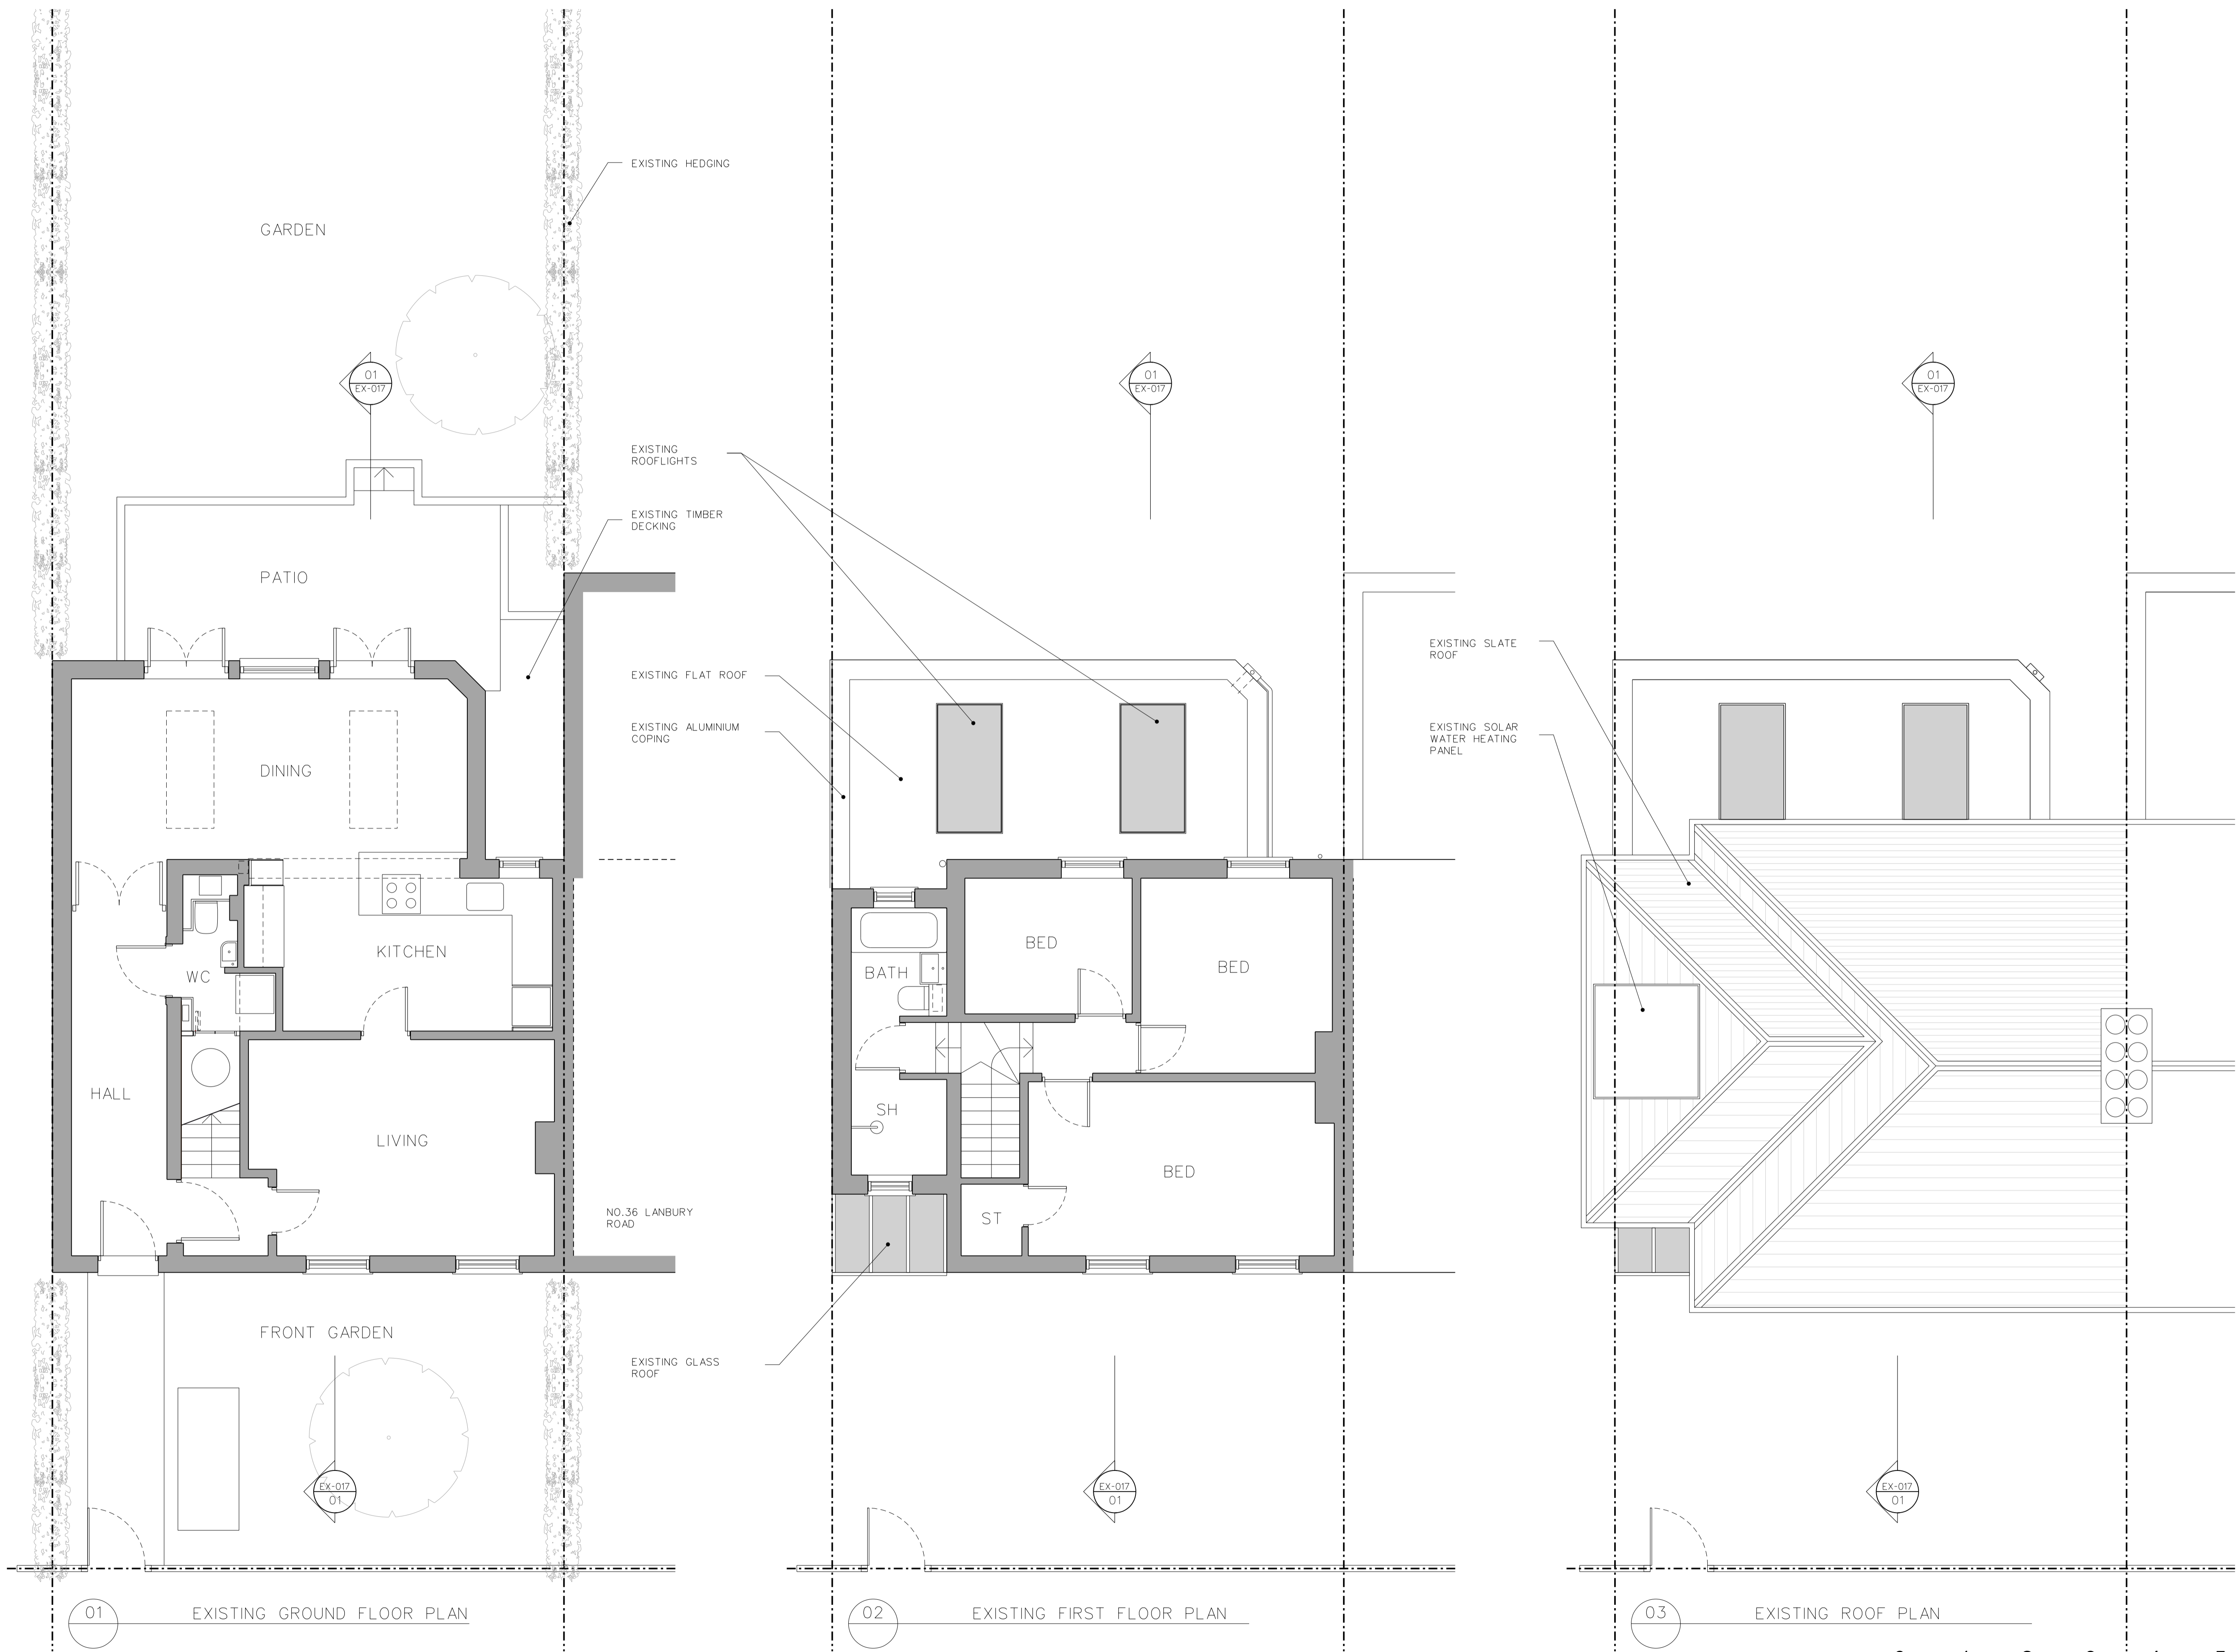 EXISTING HEDGING
GARDEN
01
EX-017
01
EX-017
01
EX-017
EXISTING
ROOFLIGHTS
EXISTING TIMBER
DECKING
PATIO
EXISTING SLATE
ROOF
EXISTING FLAT ROOF
EXISTING ALUMINIUM
COPING
EXISTING SOLAR
WATER HEATING
PANEL
DINING
KITCHEN
WC
BED
BED
BATH
HALL
LIVING
SH
BED
ST
NO.36 LANBURY
ROAD
FRONT GARDEN
EXISTING GLASS
ROOF
EX-017
01
EX-017
01
EX-017
01
01
EXISTING GROUND FLOOR PLAN
02
EXISTING FIRST FLOOR PLAN
03
EXISTING ROOF PLAN